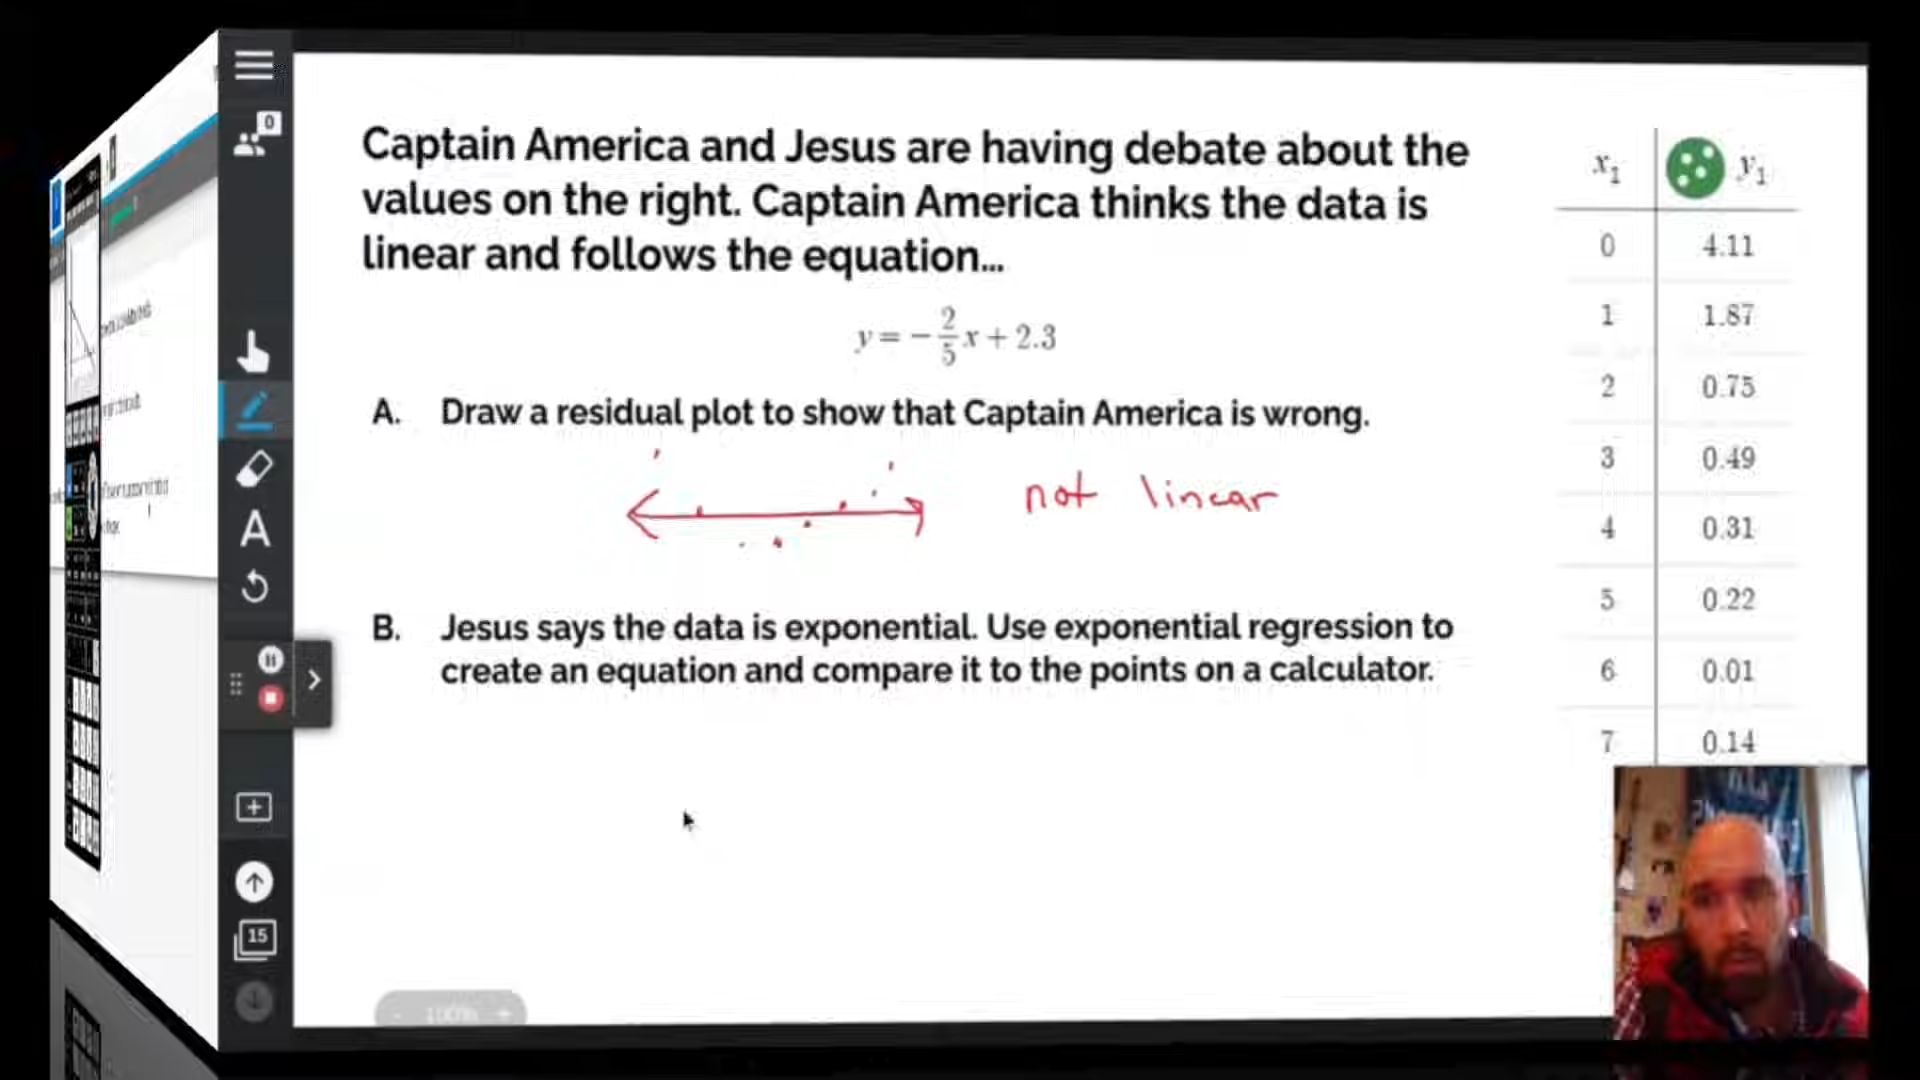 0
Captain America and Jesus are having debate about the
values on the right. Captain America thinks the data is
linear and follows the equation...
y = -2/5x + 2.3
A. Draw a residual plot to show that Captain America is wrong.
not linear
B. Jesus says the data is exponential. Use exponential regression to
create an equation and compare it to the points on a calculator.
x₁ y₁
0 4.11
1 1.87
2 0.75
3 0.49
4 0.31
5 0.22
6 0.01
7 0.14
A
15
- 100% +